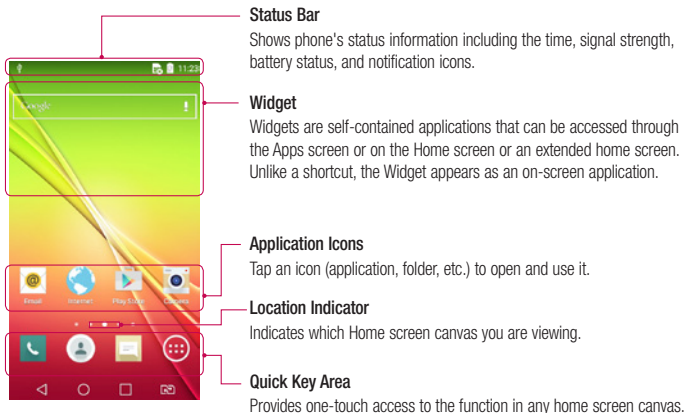 Status Bar
Shows phone's status information including the time, signal strength,
battery status, and notification icons.
11:23
Google
Widget
Widgets are self-contained applications that can be accessed through
the Apps screen or on the Home screen or an extended home screen.
Unlike a shortcut, the Widget appears as an on-screen application.
Application Icons
Tap an icon (application, folder, etc.) to open and use it.
Email Internet Play Store Camera
Location Indicator
Indicates which Home screen canvas you are viewing.
Quick Key Area
Provides one-touch access to the function in any home screen canvas.